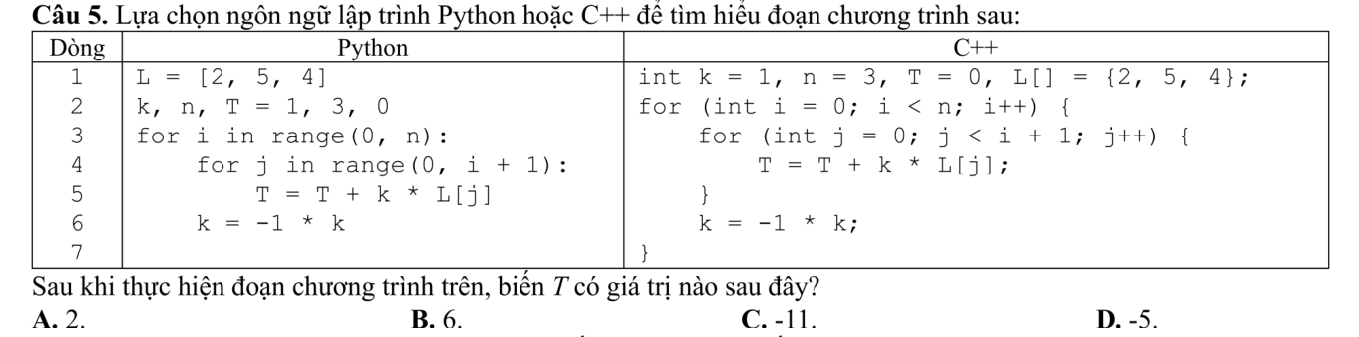 Câu 5. Lựa chọn ngôn ngữ lập trình Python hoặc C++ để tìm hiểu đoạn chương trình sau:
Dòng Python C++
1 L = [2, 5, 4] int k = 1, n = 3, T = 0, L[] = {2, 5, 4};
2 k, n, T = 1, 3, 0 for (int i = 0; i < n; i++) {
3 for i in range(0, n): for (int j = 0; j < i + 1; j++) {
4 for j in range(0, i + 1): T = T + k * L[j];
5 T = T + k * L[j] }
6 k = -1 * k k = -1 * k;
7 }
Sau khi thực hiện đoạn chương trình trên, biến T có giá trị nào sau đây?
A. 2. B. 6. C. -11. D. -5.